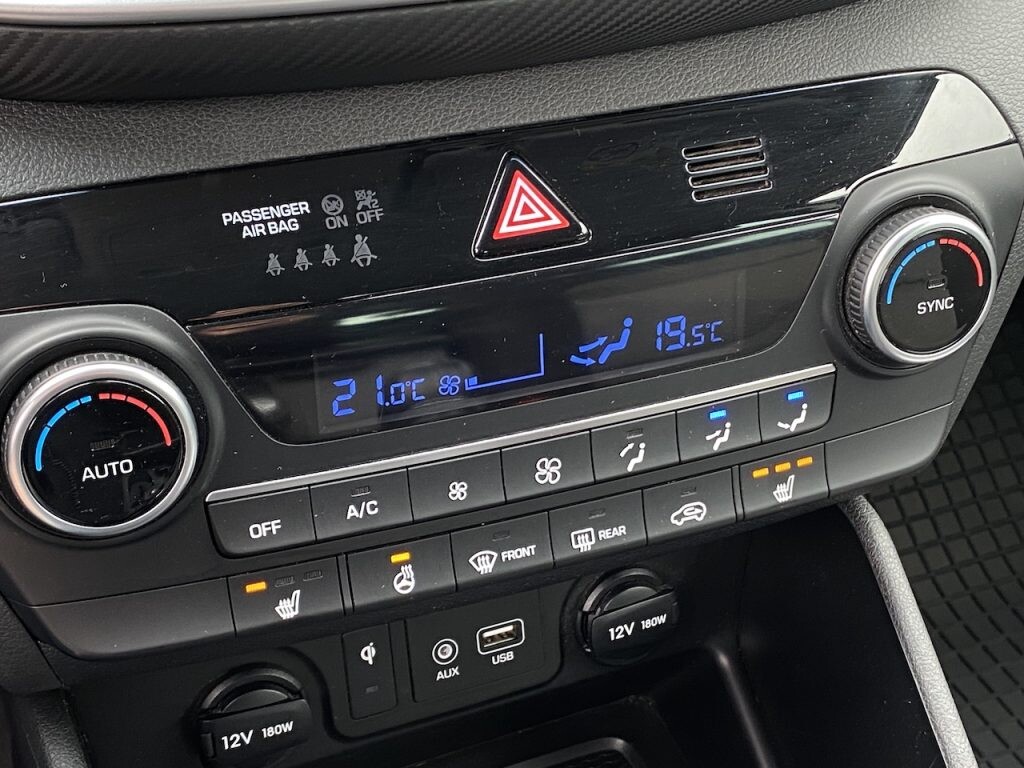 PASSENGER
AIR BAG
ON
OFF
21.0°C
19.5°C
AUTO
SYNC
OFF
A/C
FRONT
REAR
AUX
USB
12V 180W
12V 180W